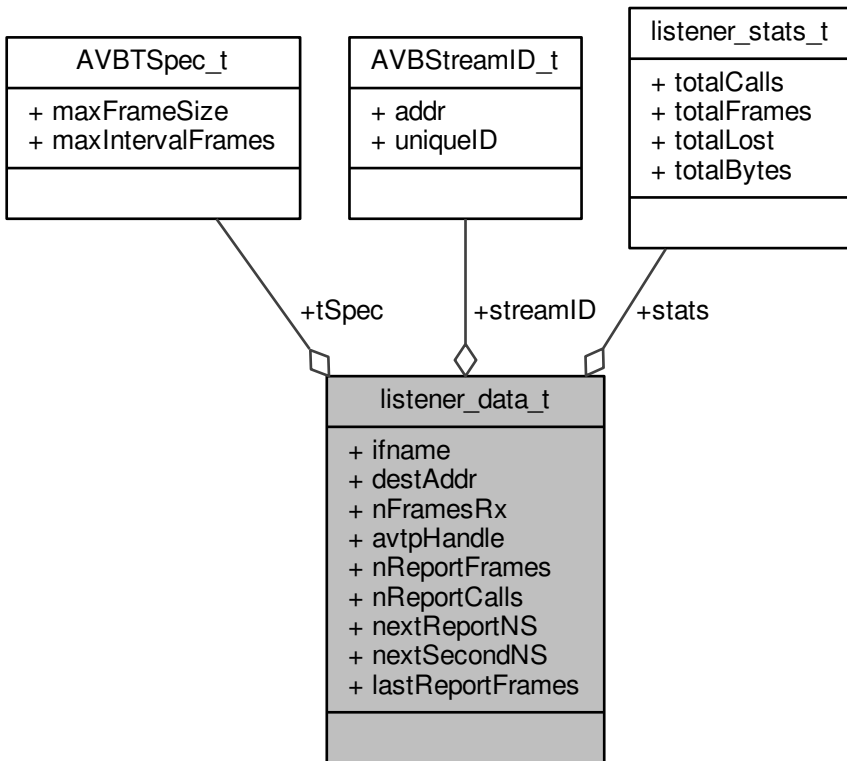 AVBTSpec_t
+ maxFrameSize
+ maxIntervalFrames
AVBStreamID_t
+ addr
+ uniqueID
listener_stats_t
+ totalCalls
+ totalFrames
+ totalLost
+ totalBytes
+tSpec
+streamID
+stats
listener_data_t
+ ifname
+ destAddr
+ nFramesRx
+ avtpHandle
+ nReportFrames
+ nReportCalls
+ nextReportNS
+ nextSecondNS
+ lastReportFrames